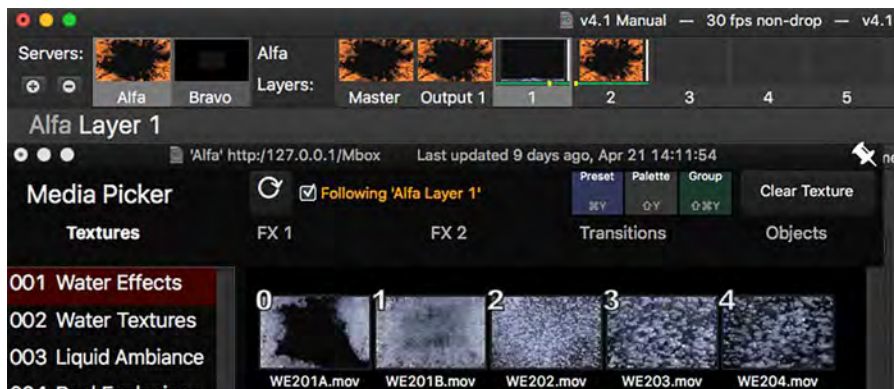 v4.1 Manual — 30 fps non-drop — v4.1
Servers:
Alfa
Layers:
Alfa Bravo Master Output 1 1 2 3 4 5
Alfa Layer 1
'Alfa' http:/127.0.0.1/Mbox Last updated 9 days ago, Apr 21 14:11:54
Media Picker
Following 'Alfa Layer 1'
Preset Palette Group
⌘Y ⇧Y ⇧⌘Y
Clear Texture
Textures FX 1 FX 2 Transitions Objects
001 Water Effects
002 Water Textures
003 Liquid Ambiance
0 1 2 3 4
WE201A.mov WE201B.mov WE202.mov WE203.mov WE204.mov